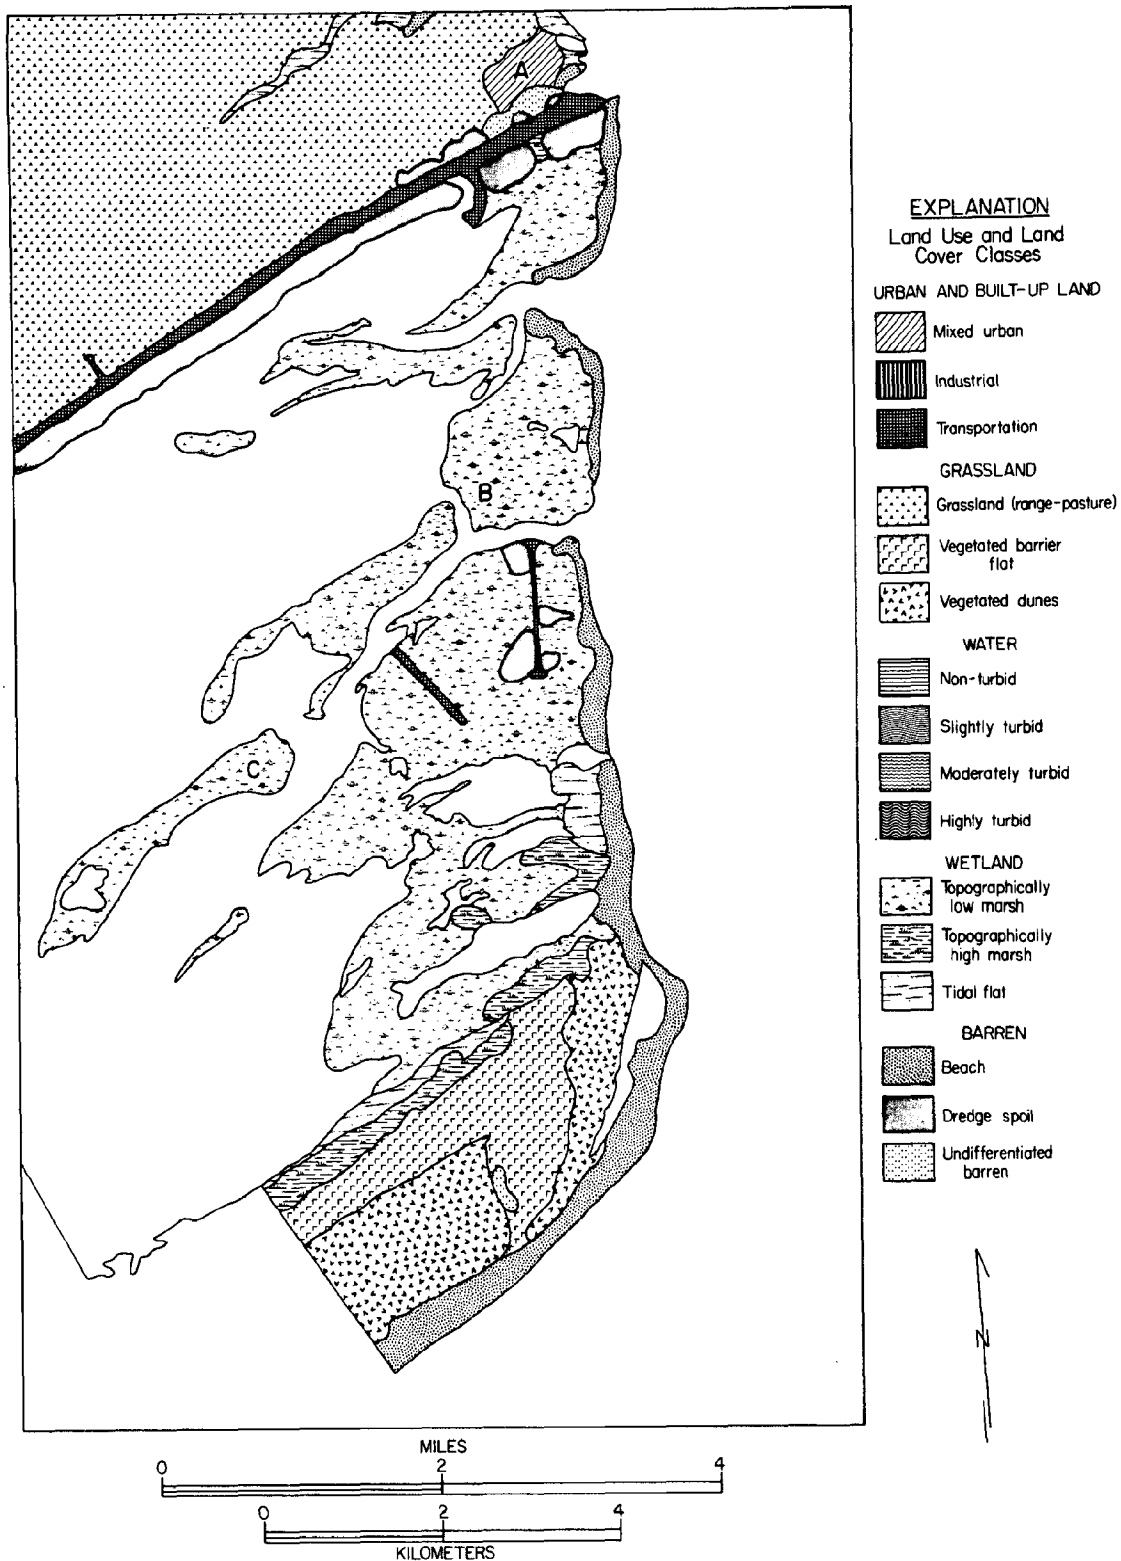 A
B
C
EXPLANATION
Land Use and Land
Cover Classes
URBAN AND BUILT-UP LAND
Mixed urban
Industrial
Transportation
GRASSLAND
Grassland (range-pasture)
Vegetated barrier
flat
Vegetated dunes
WATER
Non-turbid
Slightly turbid
Moderately turbid
Highly turbid
WETLAND
Topographically
low marsh
Topographically
high marsh
Tidal flat
BARREN
Beach
Dredge spoil
Undifferentiated
barren
N
MILES
0 2 4
0 2 4
KILOMETERS